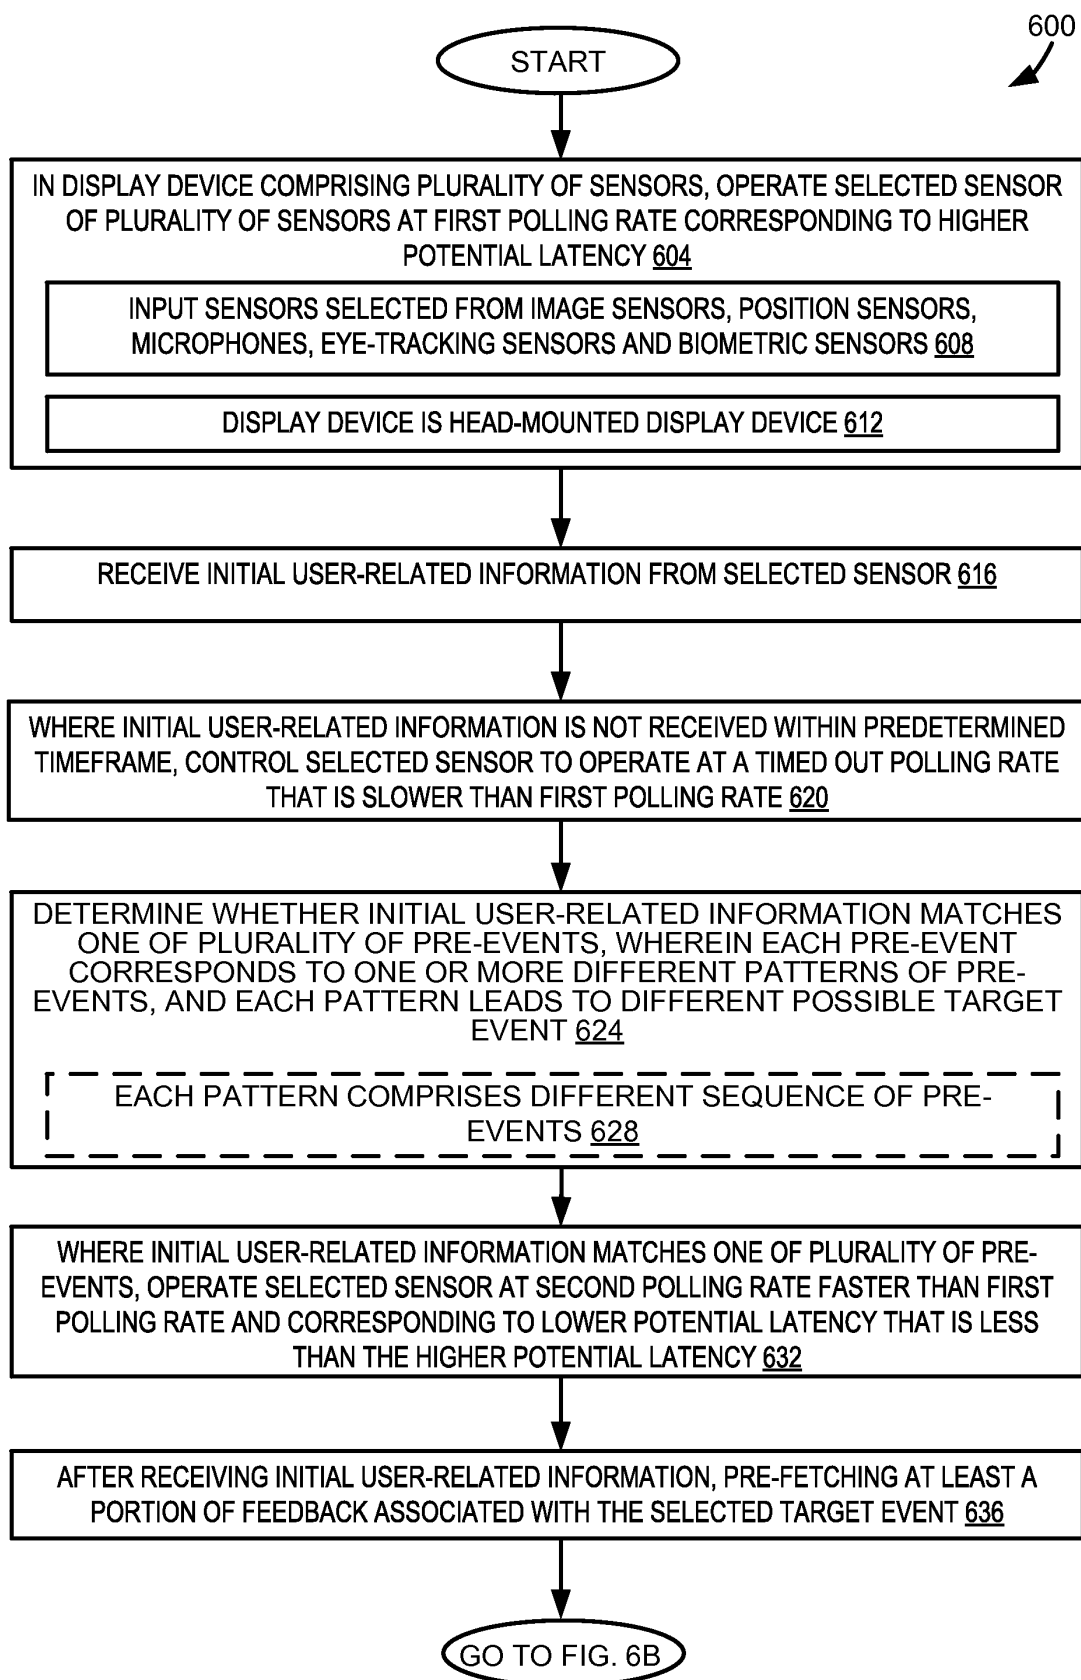 600
START
IN DISPLAY DEVICE COMPRISING PLURALITY OF SENSORS, OPERATE SELECTED SENSOR
OF PLURALITY OF SENSORS AT FIRST POLLING RATE CORRESPONDING TO HIGHER
POTENTIAL LATENCY 604
INPUT SENSORS SELECTED FROM IMAGE SENSORS, POSITION SENSORS,
MICROPHONES, EYE-TRACKING SENSORS AND BIOMETRIC SENSORS 608
DISPLAY DEVICE IS HEAD-MOUNTED DISPLAY DEVICE 612
RECEIVE INITIAL USER-RELATED INFORMATION FROM SELECTED SENSOR 616
WHERE INITIAL USER-RELATED INFORMATION IS NOT RECEIVED WITHIN PREDETERMINED
TIMEFRAME, CONTROL SELECTED SENSOR TO OPERATE AT A TIMED OUT POLLING RATE
THAT IS SLOWER THAN FIRST POLLING RATE 620
DETERMINE WHETHER INITIAL USER-RELATED INFORMATION MATCHES
ONE OF PLURALITY OF PRE-EVENTS, WHEREIN EACH PRE-EVENT
CORRESPONDS TO ONE OR MORE DIFFERENT PATTERNS OF PRE-
EVENTS, AND EACH PATTERN LEADS TO DIFFERENT POSSIBLE TARGET
EVENT 624
EACH PATTERN COMPRISES DIFFERENT SEQUENCE OF PRE-
EVENTS 628
WHERE INITIAL USER-RELATED INFORMATION MATCHES ONE OF PLURALITY OF PRE-
EVENTS, OPERATE SELECTED SENSOR AT SECOND POLLING RATE FASTER THAN FIRST
POLLING RATE AND CORRESPONDING TO LOWER POTENTIAL LATENCY THAT IS LESS
THAN THE HIGHER POTENTIAL LATENCY 632
AFTER RECEIVING INITIAL USER-RELATED INFORMATION, PRE-FETCHING AT LEAST A
PORTION OF FEEDBACK ASSOCIATED WITH THE SELECTED TARGET EVENT 636
GO TO FIG. 6B